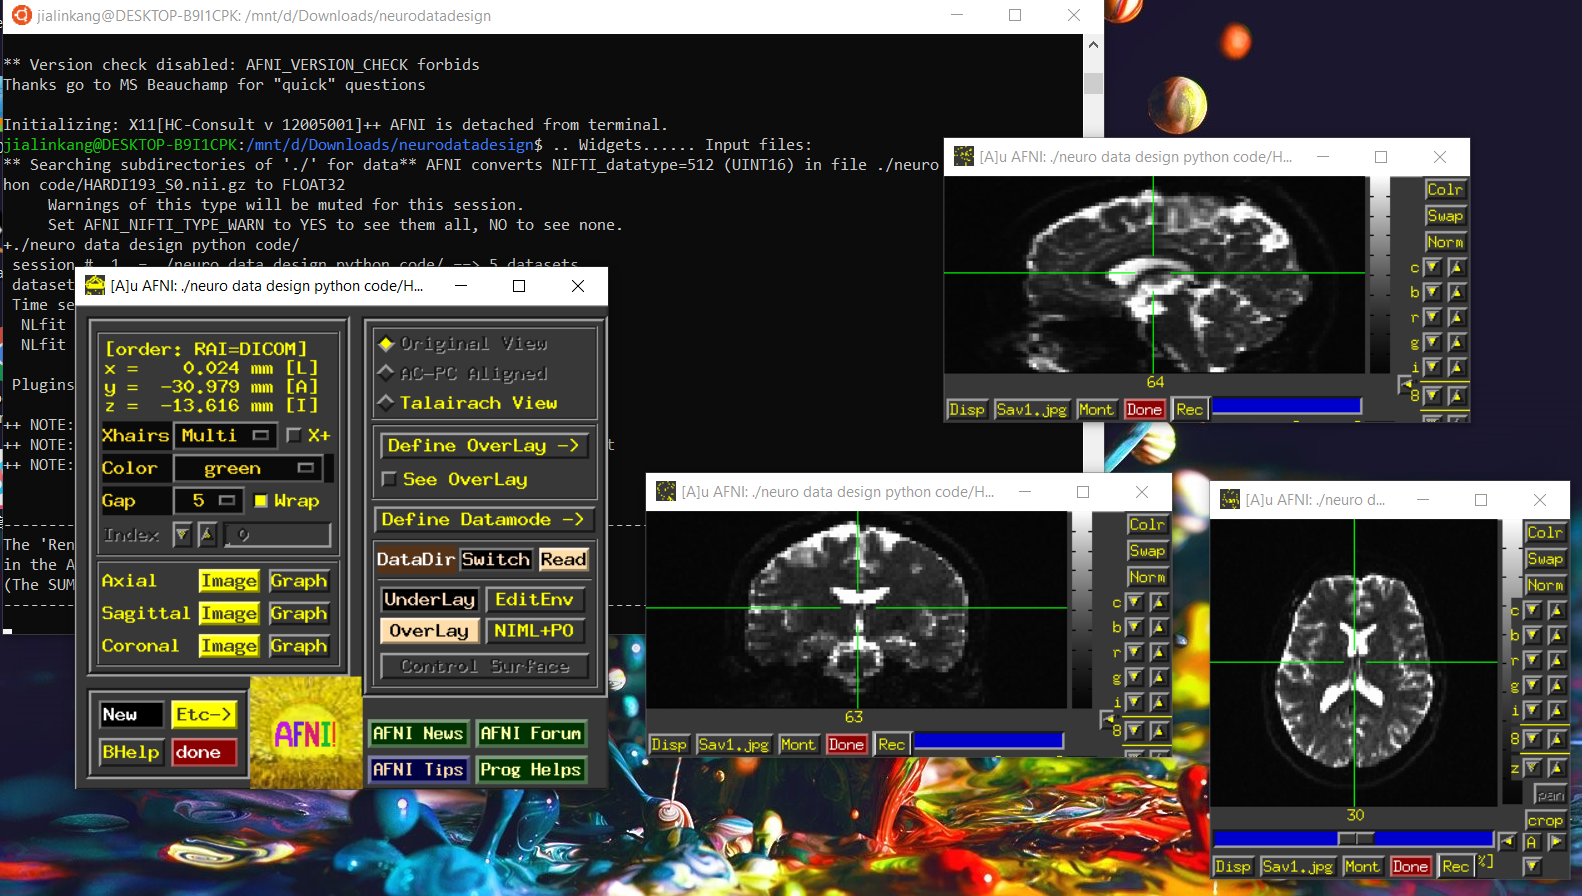 jialinkang@DESKTOP-B9I1CPK: /mnt/d/Downloads/neurodatadesign
** Version check disabled: AFNI_VERSION_CHECK forbids
Thanks go to MS Beauchamp for "quick" questions
Initializing: X11[HC-Consult v 12005001]++ AFNI is detached from terminal.
jialinkang@DESKTOP-B9I1CPK:/mnt/d/Downloads/neurodatadesign$ .. Widgets...... Input files:
** Searching subdirectories of './' for data** AFNI converts NIFTI_datatype=512 (UINT16) in file ./neuro
hon code/HARDI193_S0.nii.gz to FLOAT32
Warnings of this type will be muted for this session.
Set AFNI_NIFTI_TYPE_WARN to YES to see them all, NO to see none.
+./neuro data design python code/
session # 1 = ./neuro data design python code/ ==> 5 datasets
dataset
Time se
NLfit
NLfit
Plugins
++ NOTE:
++ NOTE: t
++ NOTE:
The 'Ren
in the A
(The SUM
[A]u AFNI: ./neuro data design python code/H...
[order: RAI=DICOM]
x = 0.024 mm [L]
y = -30.979 mm [A]
z = -13.616 mm [I]
Xhairs Multi X+
Color green
Gap 5 Wrap
Index 0
Axial Image Graph
Sagittal Image Graph
Coronal Image Graph
New Etc->
BHelp done
AFNI!
Original View
AC-PC Aligned
Talairach View
Define OverLay ->
See OverLay
Define Datamode ->
DataDir Switch Read
UnderLay EditEnv
OverLay NIML+PO
Control Surface
AFNI News AFNI Forum
AFNI Tips Prog Helps
[A]u AFNI: ./neuro data design python code/H...
Colr
Swap
Norm
c
b
r
g
i
8
64
Disp Sav1.jpg Mont Done Rec
[A]u AFNI: ./neuro data design python code/H...
Colr
Swap
Norm
c
b
r
g
i
8
63
Disp Sav1.jpg Mont Done Rec
[A]u AFNI: ./neuro d...
Colr
Swap
Norm
c
b
r
g
i
8
z
pan
crop
30
A
Disp Sav1.jpg Mont Done Rec %]